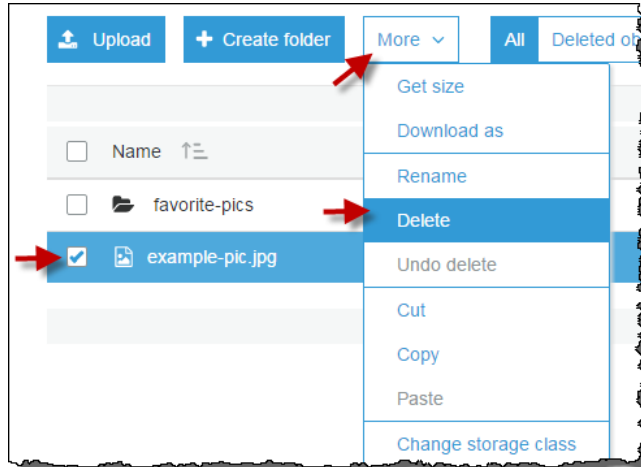 Upload + Create folder More All Deleted ob
Get size
Download as
Name
Rename
favorite-pics
Delete
example-pic.jpg
Undo delete
Cut
Copy
Paste
Change storage class